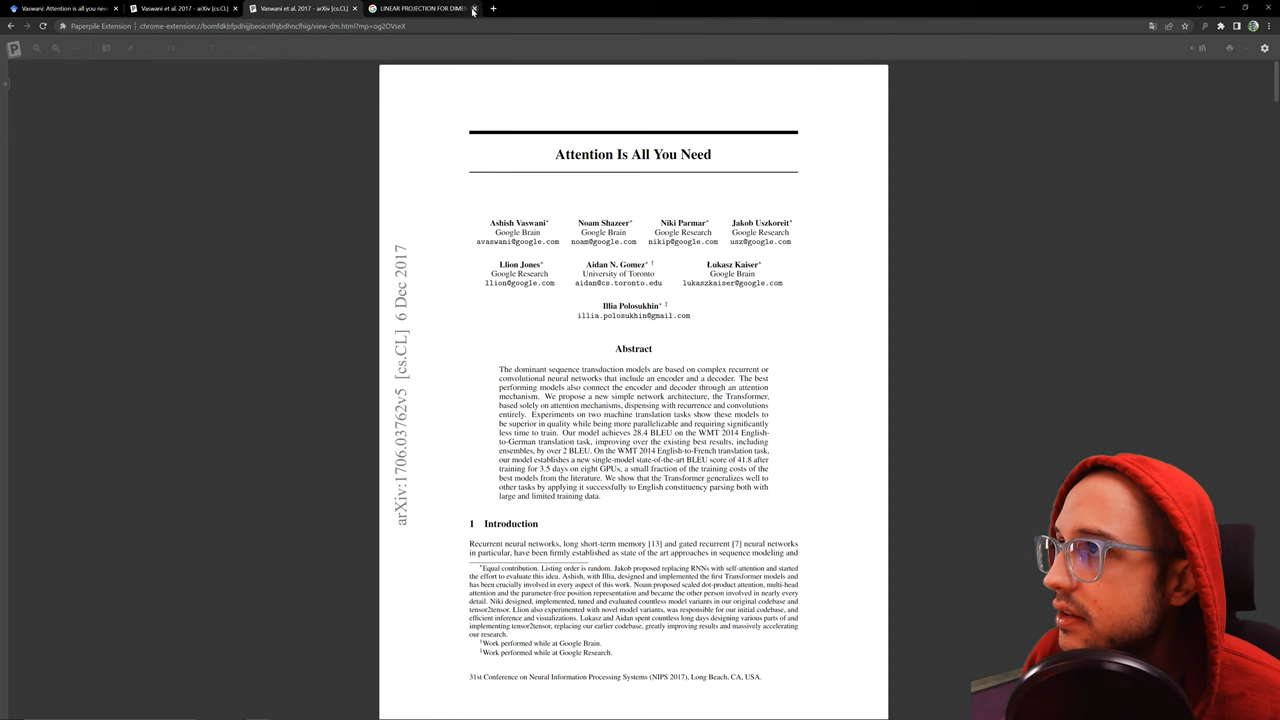 Vaswani: Attention is all you nee
Vaswani et al. 2017 - arXiv [cs.CL]
Vaswani et al. 2017 - arXiv [cs.CL]
LINEAR PROJECTION FOR DIME
Paperpile Extension | chrome-extension://bomfdkbfpdhijjbeoicnfhjbdhncfhig/view-dm.html?mp=og2OVseX
Attention Is All You Need
Ashish Vaswani* Noam Shazeer* Niki Parmar* Jakob Uszkoreit*
Google Brain Google Brain Google Research Google Research
avaswani@google.com noam@google.com nikip@google.com usz@google.com
Llion Jones* Aidan N. Gomez* † Łukasz Kaiser*
Google Research University of Toronto Google Brain
llion@google.com aidan@cs.toronto.edu lukaszkaiser@google.com
Illia Polosukhin* ‡
illia.polosukhin@gmail.com
arXiv:1706.03762v5 [cs.CL] 6 Dec 2017
Abstract
The dominant sequence transduction models are based on complex recurrent or
convolutional neural networks that include an encoder and a decoder. The best
performing models also connect the encoder and decoder through an attention
mechanism. We propose a new simple network architecture, the Transformer,
based solely on attention mechanisms, dispensing with recurrence and convolutions
entirely. Experiments on two machine translation tasks show these models to
be superior in quality while being more parallelizable and requiring significantly
less time to train. Our model achieves 28.4 BLEU on the WMT 2014 English-
to-German translation task, improving over the existing best results, including
ensembles, by over 2 BLEU. On the WMT 2014 English-to-French translation task,
our model establishes a new single-model state-of-the-art BLEU score of 41.8 after
training for 3.5 days on eight GPUs, a small fraction of the training costs of the
best models from the literature. We show that the Transformer generalizes well to
other tasks by applying it successfully to English constituency parsing both with
large and limited training data.
1 Introduction
Recurrent neural networks, long short-term memory [13] and gated recurrent [7] neural networks
in particular, have been firmly established as state of the art approaches in sequence modeling and
*Equal contribution. Listing order is random. Jakob proposed replacing RNNs with self-attention and started
the effort to evaluate this idea. Ashish, with Illia, designed and implemented the first Transformer models and
has been crucially involved in every aspect of this work. Noam proposed scaled dot-product attention, multi-head
attention and the parameter-free position representation and became the other person involved in nearly every
detail. Niki designed, implemented, tuned and evaluated countless model variants in our original codebase and
tensor2tensor. Llion also experimented with novel model variants, was responsible for our initial codebase, and
efficient inference and visualizations. Lukasz and Aidan spent countless long days designing various parts of and
implementing tensor2tensor, replacing our earlier codebase, greatly improving results and massively accelerating
our research.
†Work performed while at Google Brain.
‡Work performed while at Google Research.
31st Conference on Neural Information Processing Systems (NIPS 2017), Long Beach, CA, USA.